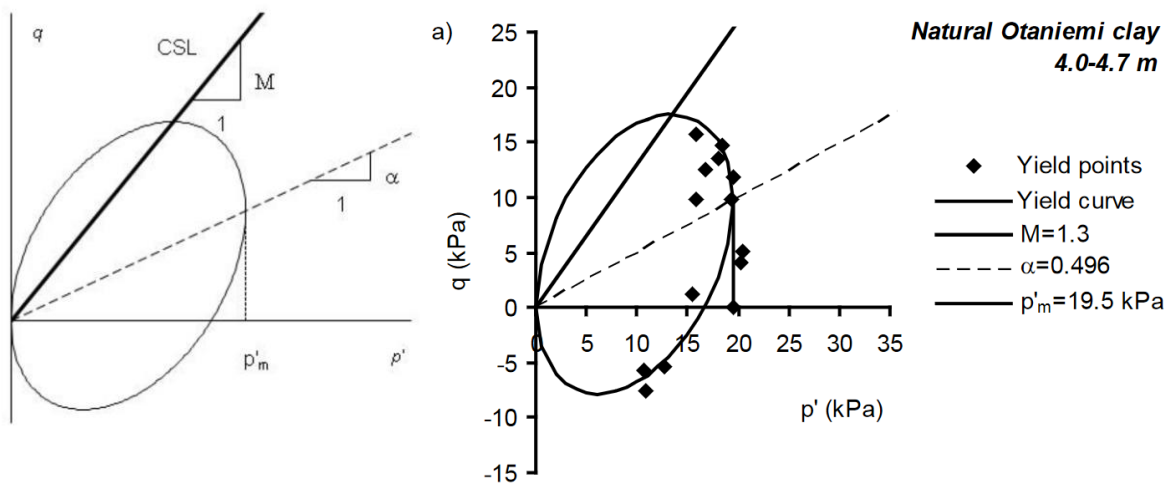 q
CSL
M
1
α
1
p'm
p'
a)
q (kPa)
25
20
15
10
5
0
-5
-10
-15
0 5 10 15 20 25 30 35
p' (kPa)
Natural Otaniemi clay
4.0-4.7 m
Yield points
Yield curve
M=1.3
α=0.496
p'm=19.5 kPa